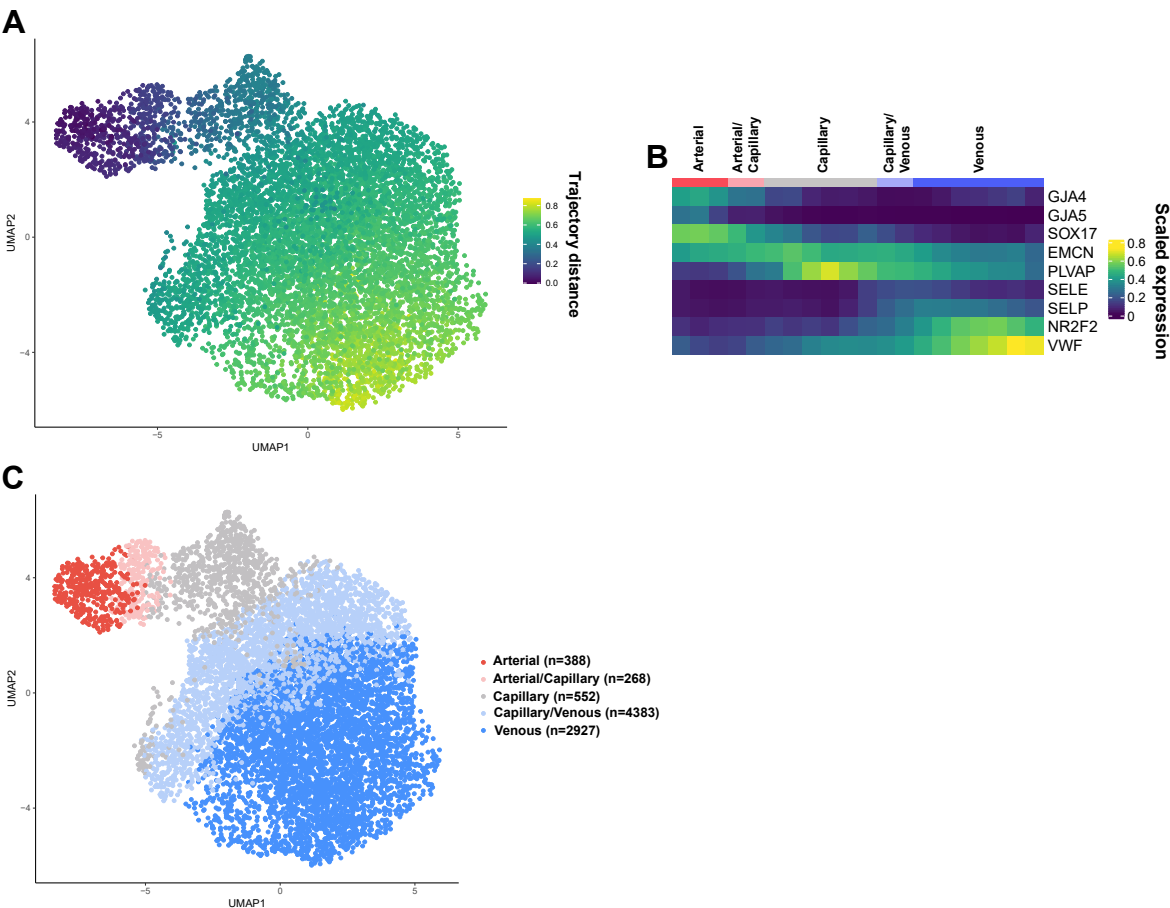 A
UMAP2
4
0
−4
−5
0
5
UMAP1
0.8
0.6
0.4
0.2
0.0
Trajectory distance
B
Arterial
Arterial/
Capillary
Capillary
Capillary/
Venous
Venous
GJA4
GJA5
SOX17
EMCN
PLVAP
SELE
SELP
NR2F2
VWF
0.8
0.6
0.4
0.2
0
Scaled expression
C
UMAP2
4
0
−4
−5
0
5
UMAP1
Arterial (n=388)
Arterial/Capillary (n=268)
Capillary (n=552)
Capillary/Venous (n=4383)
Venous (n=2927)